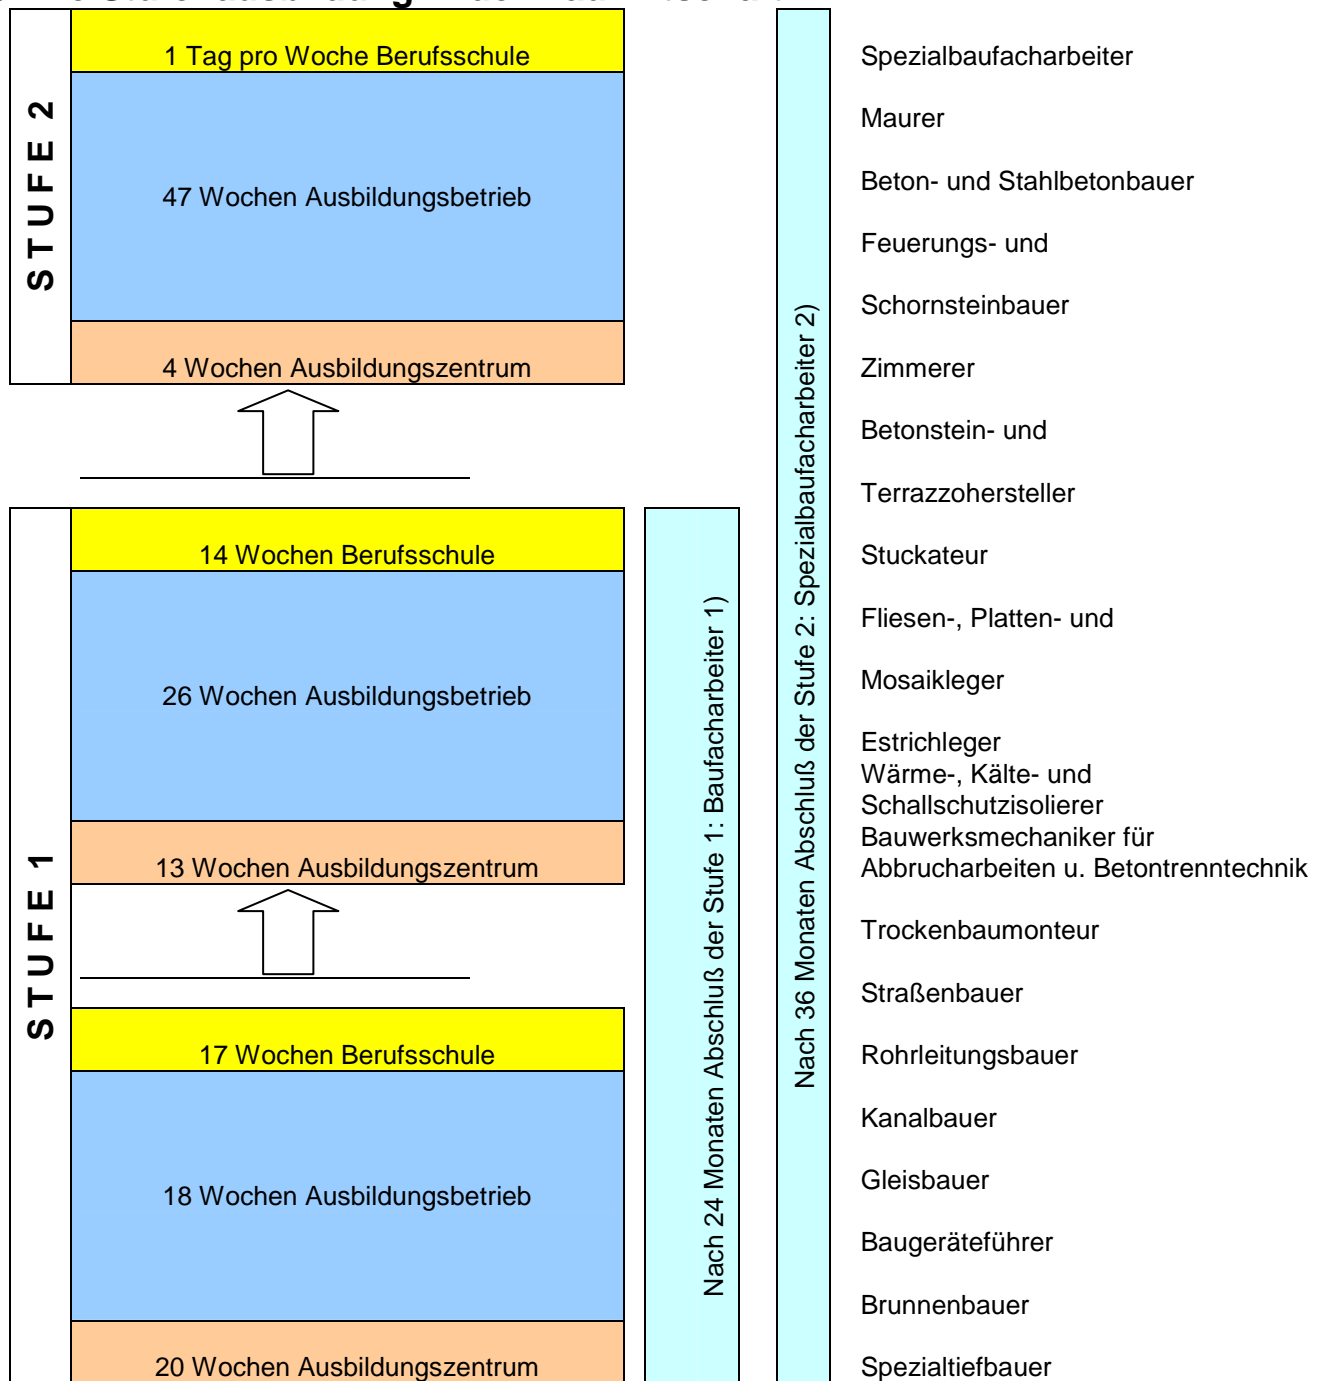 1 Tag pro Woche Berufsschule
47 Wochen Ausbildungsbetrieb
4 Wochen Ausbildungszentrum
STUFE 2
14 Wochen Berufsschule
26 Wochen Ausbildungsbetrieb
13 Wochen Ausbildungszentrum
17 Wochen Berufsschule
18 Wochen Ausbildungsbetrieb
20 Wochen Ausbildungszentrum
STUFE 1
Nach 24 Monaten Abschluß der Stufe 1: Baufacharbeiter 1)
Nach 36 Monaten Abschluß der Stufe 2: Spezialbaufacharbeiter 2)
Spezialbaufacharbeiter
Maurer
Beton- und Stahlbetonbauer
Feuerungs- und
Schornsteinbauer
Zimmerer
Betonstein- und
Terrazzohersteller
Stuckateur
Fliesen-, Platten- und
Mosaikleger
Estrichleger
Wärme-, Kälte- und
Schallschutzisolierer
Bauwerksmechaniker für
Abbrucharbeiten u. Betontrenntechnik
Trockenbaumonteur
Straßenbauer
Rohrleitungsbauer
Kanalbauer
Gleisbauer
Baugeräteführer
Brunnenbauer
Spezialtiefbauer